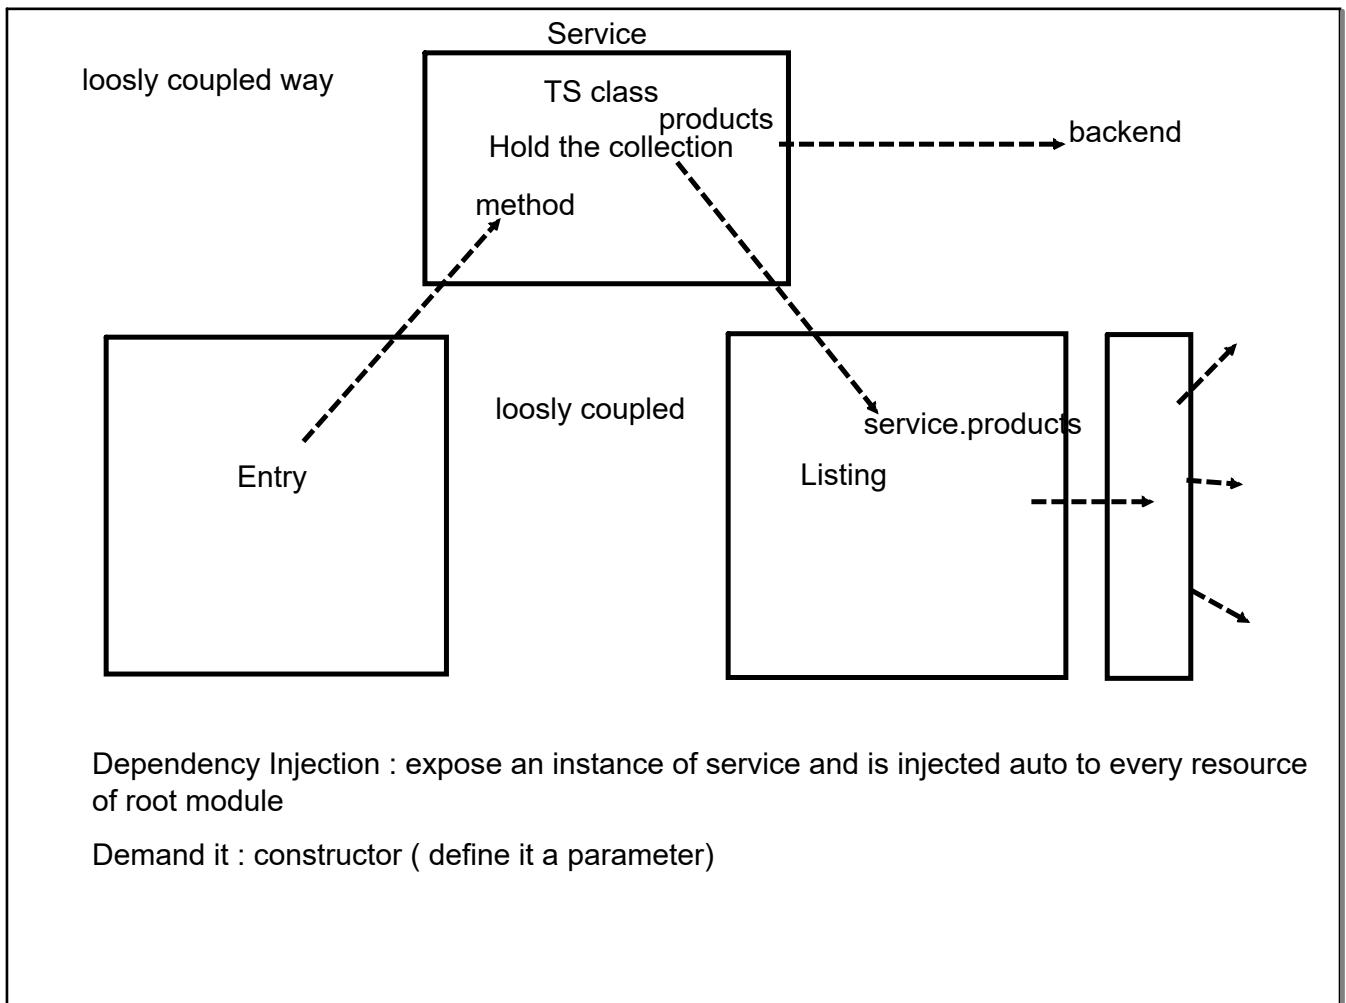 Service
loosly coupled way
TS class
products
Hold the collection
backend
method
loosly coupled
service.products
Entry
Listing
Dependency Injection : expose an instance of service and is injected auto to every resource
of root module
Demand it : constructor ( define it a parameter)